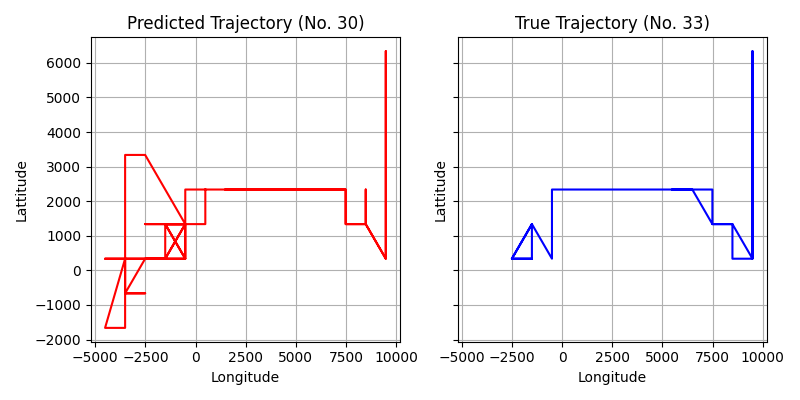 Predicted Trajectory (No. 30)
True Trajectory (No. 33)
Lattitude
6000
5000
4000
3000
2000
1000
0
−1000
−2000
−5000 −2500 0 2500 5000 7500 10000
Longitude
Lattitude
−5000 −2500 0 2500 5000 7500 10000
Longitude